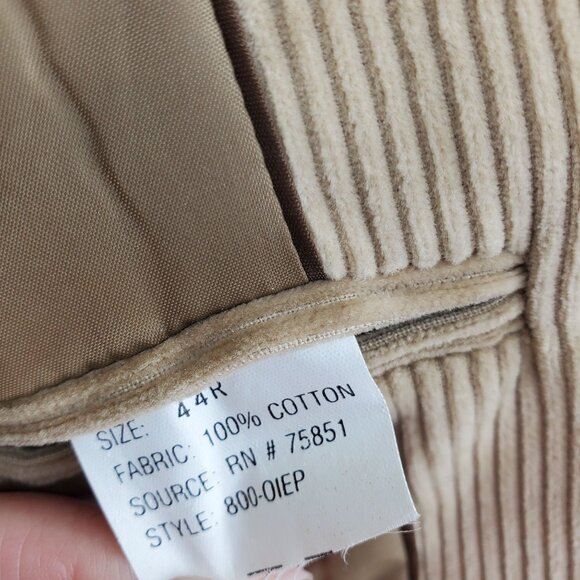 SIZE: 44R
FABRIC: 100% COTTON
SOURCE: RN # 75851
STYLE: 800-OIEP